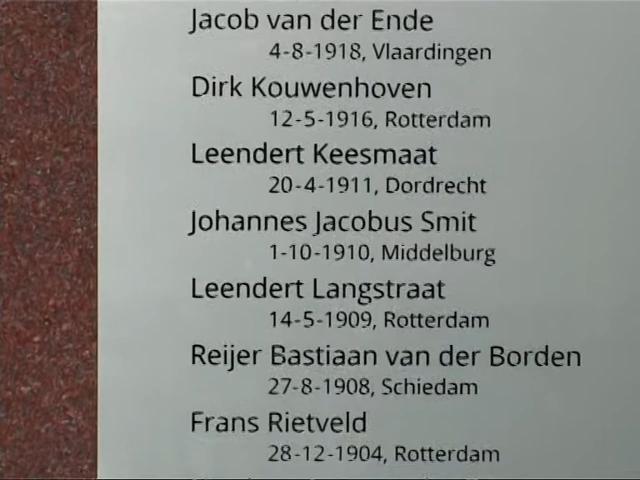 Jacob van der Ende
4-8-1918, Vlaardingen
Dirk Kouwenhoven
12-5-1916, Rotterdam
Leendert Keesmaat
20-4-1911, Dordrecht
Johannes Jacobus Smit
1-10-1910, Middelburg
Leendert Langstraat
14-5-1909, Rotterdam
Reijer Bastiaan van der Borden
27-8-1908, Schiedam
Frans Rietveld
28-12-1904, Rotterdam